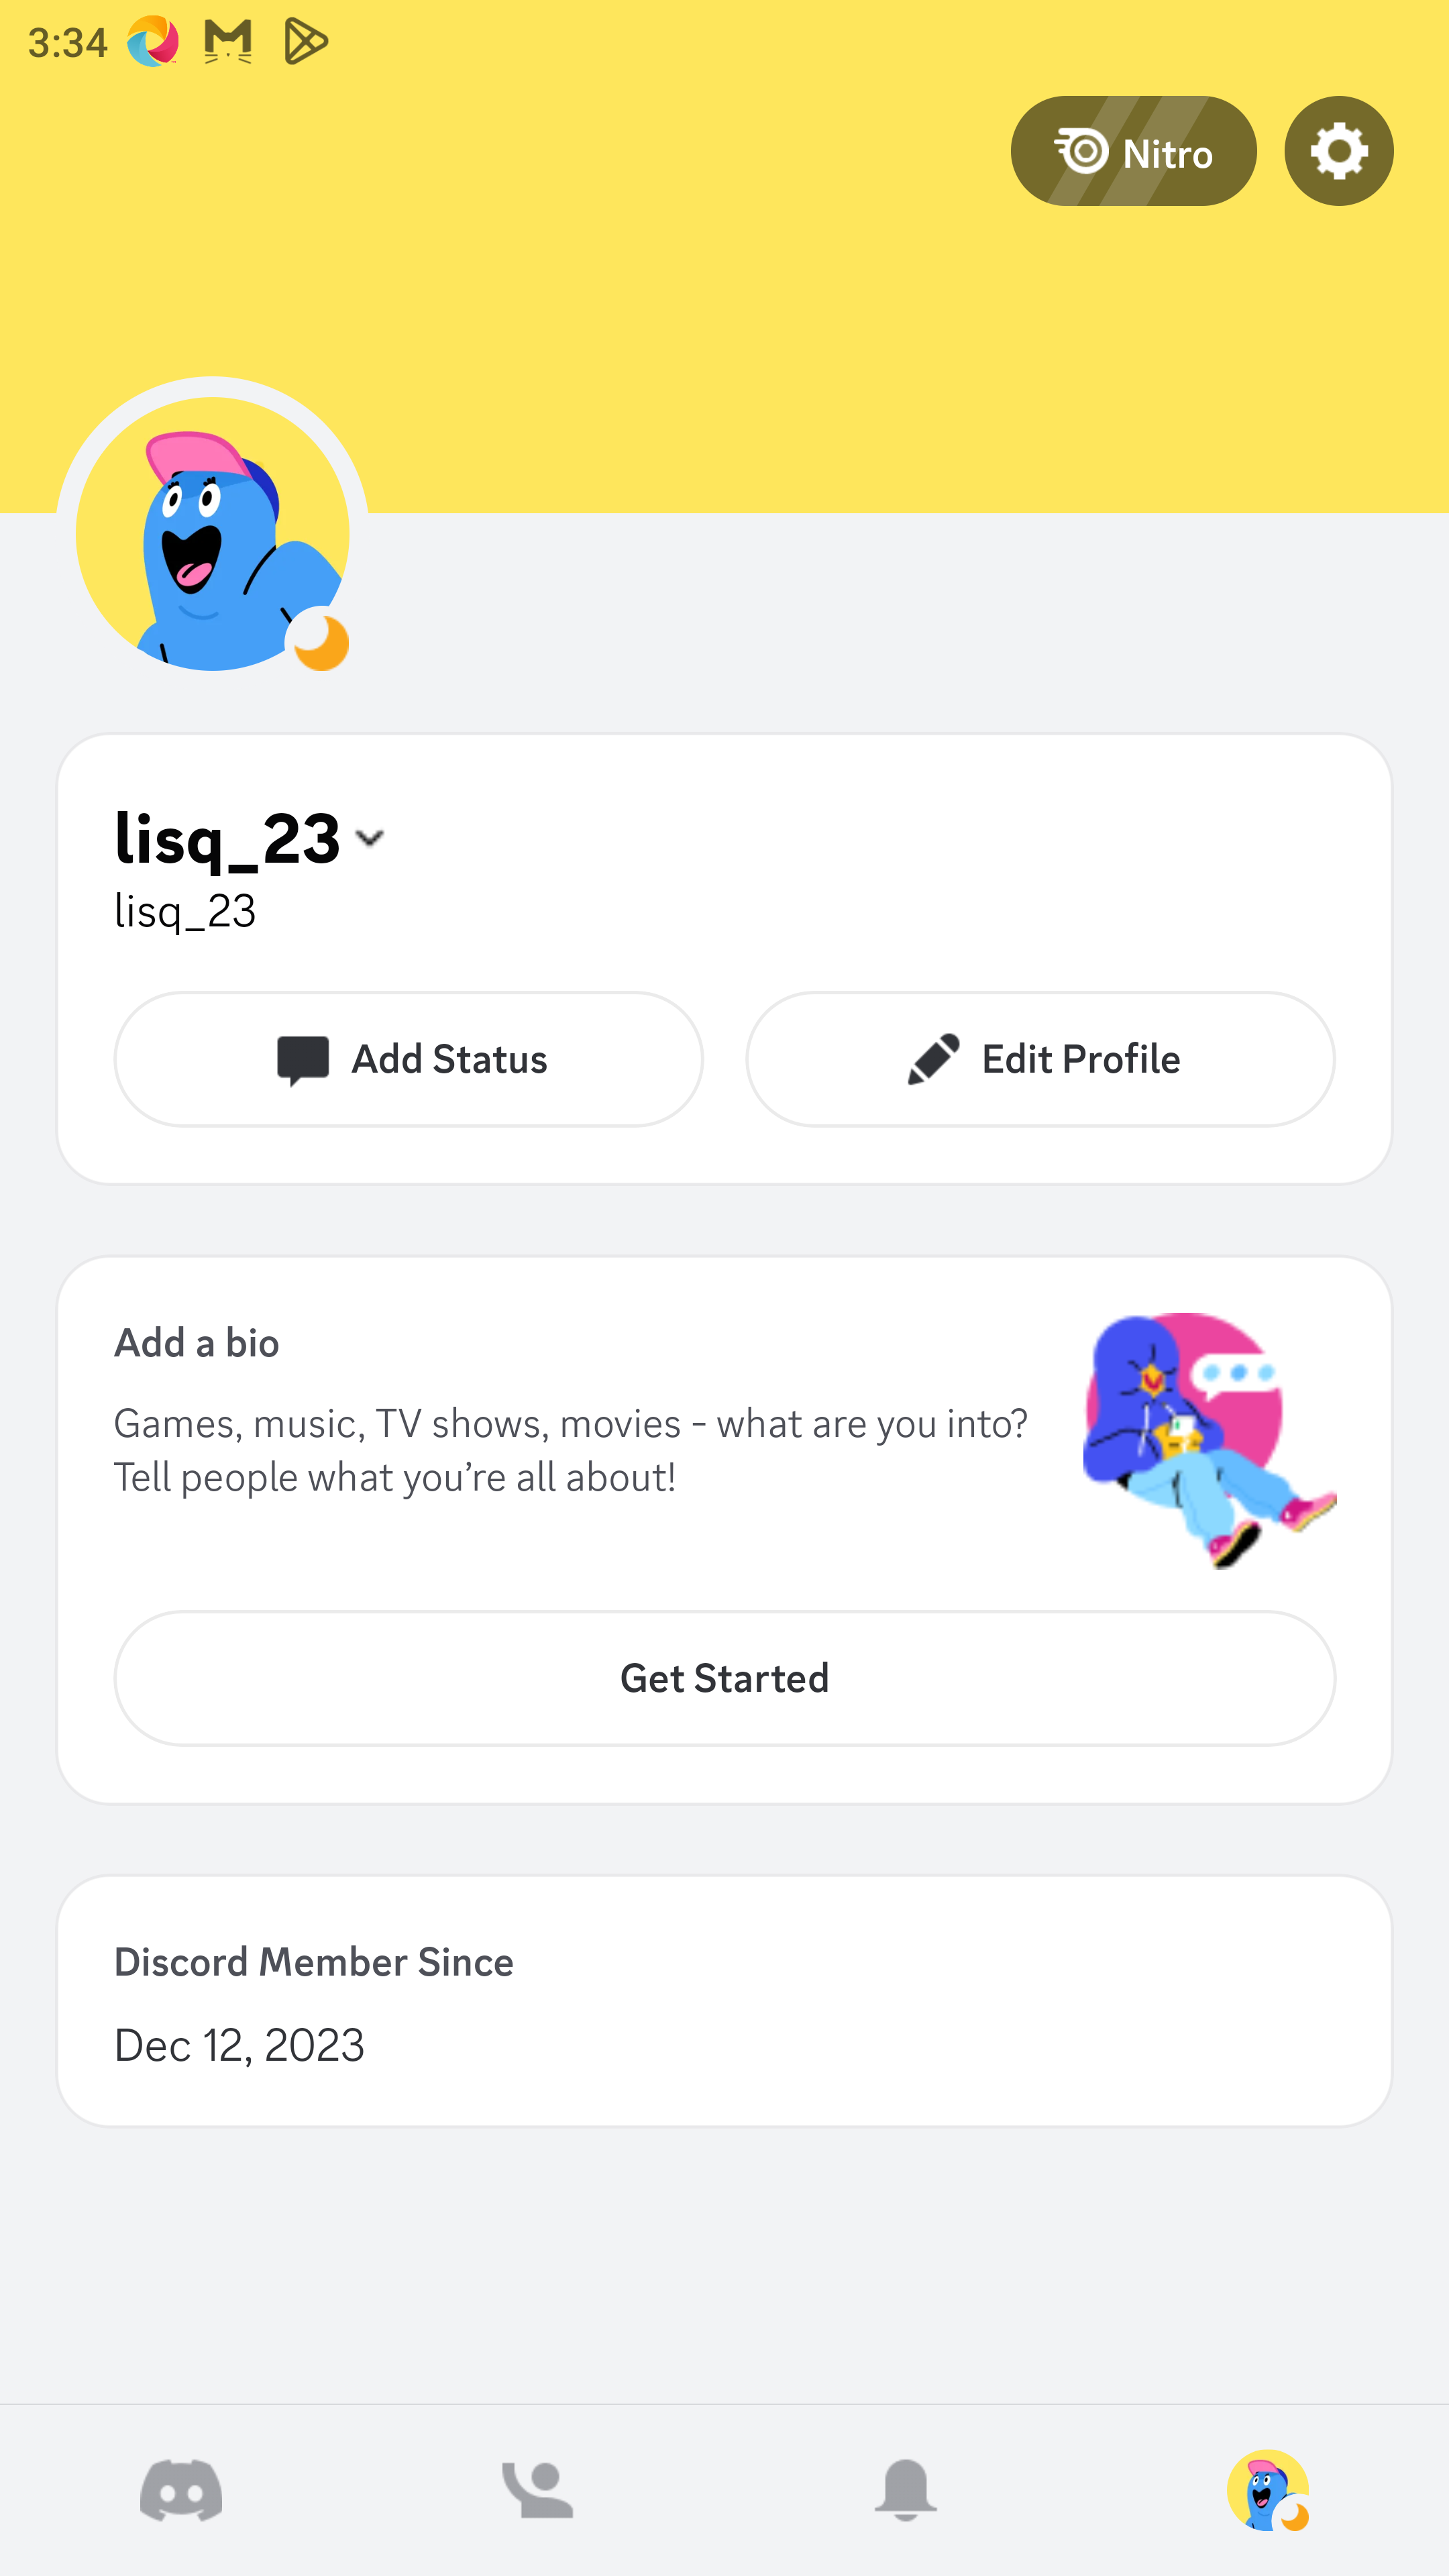 3:34
Nitro
lisq_23
lisq_23
Add Status
Edit Profile
Add a bio
Games, music, TV shows, movies - what are you into?
Tell people what you’re all about!
Get Started
Discord Member Since
Dec 12, 2023